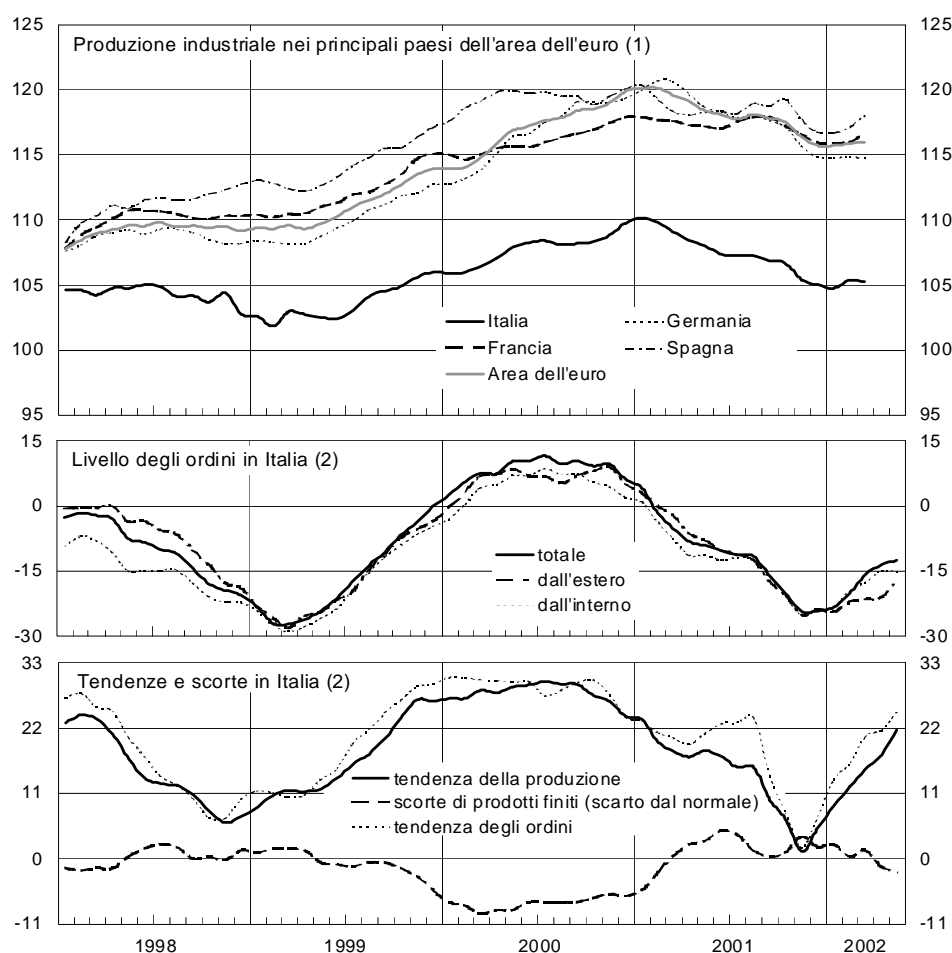 125 125
Produzione industriale nei principali paesi dell'area dell'euro (1)
120 120
115 115
110 110
105 105
Italia Germania
100 Francia Spagna 100
Area dell'euro
95 95
15 15
Livello degli ordini in Italia (2)
0 0
totale
-15 dall'estero -15
dall'interno
-30 -30
33 33
Tendenze e scorte in Italia (2)
22 22
tendenza della produzione
11 11
scorte di prodotti finiti (scarto dal normale)
tendenza degli ordini
0 0
-11 -11
1998 1999 2000 2001 2002